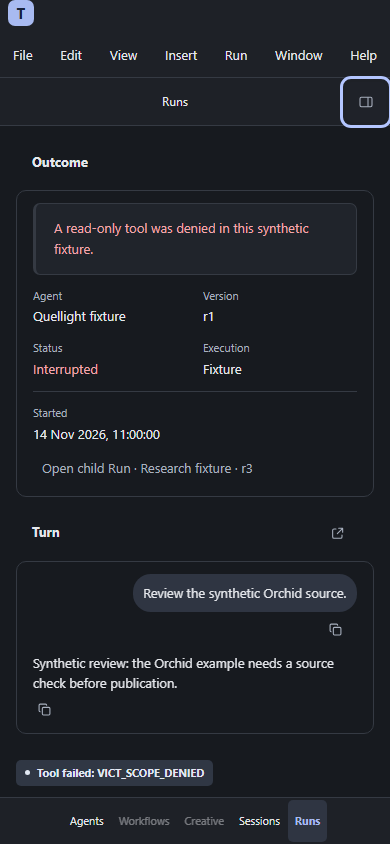 T
File Edit View Insert Run Window Help
Runs
Outcome
A read-only tool was denied in this synthetic
fixture.
Agent Version
Quellight fixture r1
Status Execution
Interrupted Fixture
Started
14 Nov 2026, 11:00:00
Open child Run · Research fixture · r3
Turn
Review the synthetic Orchid source.
Synthetic review: the Orchid example needs a source
check before publication.
Tool failed: VICT_SCOPE_DENIED
Agents Workflows Creative Sessions Runs